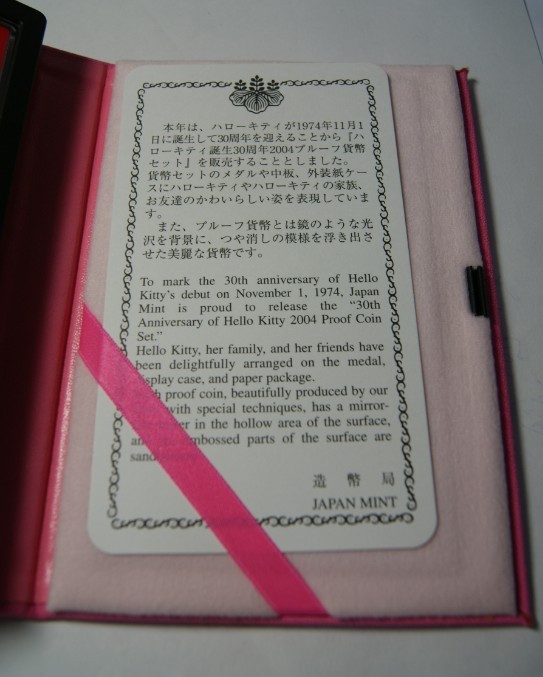 本年は、ハローキティが1974年11月1
日に誕生して30周年を迎えることから『ハ
ローキティ誕生30周年2004プルーフ貨幣
セット』を販売することとしました。
貨幣セットのメダルや中板、外装紙ケー
スにハローキティやハローキティの家族、
お友達のかわいらしい姿を表現していま
す。
また、プルーフ貨幣とは鏡のような光
沢を背景に、つや消しの模様を浮き出さ
せた美麗な貨幣です。
To mark the 30th anniversary of Hello
Kitty's debut on November 1, 1974, Japan
Mint is proud to release the "30th
Anniversary of Hello Kitty 2004 Proof Coin
Set."
Hello Kitty, her family, and her friends have
been delightfully arranged on the medal,
display case, and paper package.
proof coin, beautifully produced by our
with special techniques, has a mirror-
in the hollow area of the surface,
embossed parts of the surface are
造幣局
JAPAN MINT